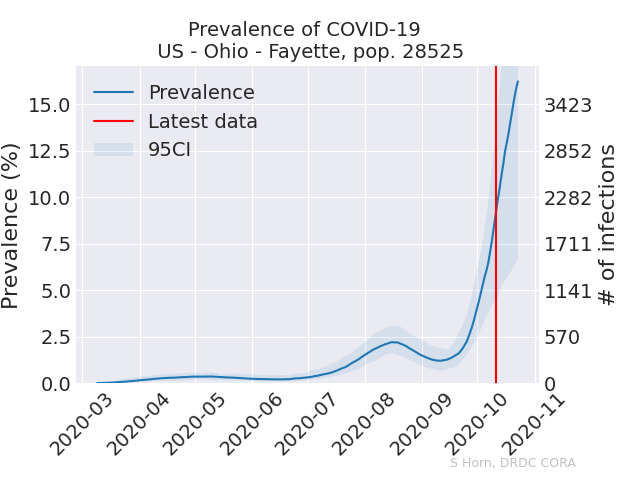 Prevalence of COVID-19
US - Ohio - Fayette, pop. 28525
Prevalence
Latest data
95CI
Prevalence (%)
15.0
12.5
10.0
7.5
5.0
2.5
0.0
3423
2852
2282
1711
1141
570
0
# of infections
2020-03
2020-04
2020-05
2020-06
2020-07
2020-08
2020-09
2020-10
2020-11
S Horn, DRDC CORA